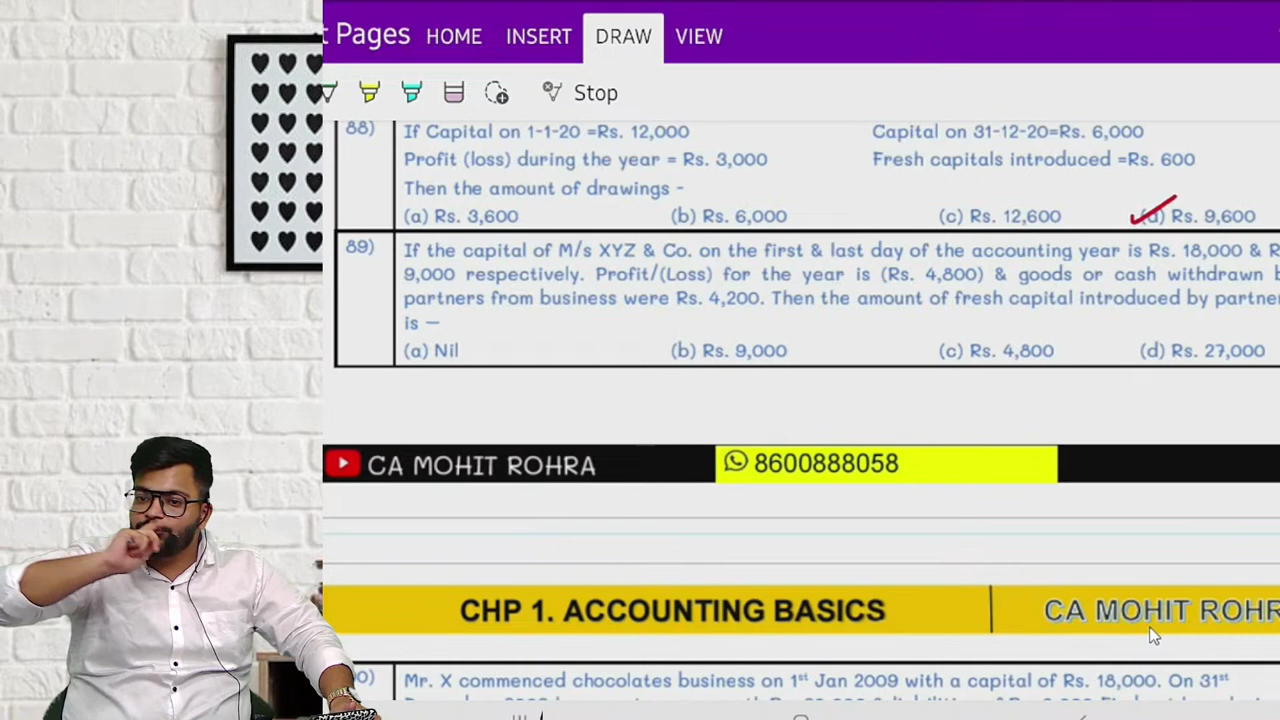 t Pages HOME INSERT DRAW VIEW
Stop
88) If Capital on 1-1-20 =Rs. 12,000 Capital on 31-12-20=Rs. 6,000
Profit (loss) during the year = Rs. 3,000 Fresh capitals introduced =Rs. 600
Then the amount of drawings -
(a) Rs. 3,600 (b) Rs. 6,000 (c) Rs. 12,600 (d) Rs. 9,600
89) If the capital of M/s XYZ & Co. on the first & last day of the accounting year is Rs. 18,000 & R
9,000 respectively. Profit/(Loss) for the year is (Rs. 4,800) & goods or cash withdrawn b
partners from business were Rs. 4,200. Then the amount of fresh capital introduced by partner
is –
(a) Nil (b) Rs. 9,000 (c) Rs. 4,800 (d) Rs. 27,000
CA MOHIT ROHRA 8600888058
CHP 1. ACCOUNTING BASICS CA MOHIT ROHR
0) Mr. X commenced chocolates business on 1st Jan 2009 with a capital of Rs. 18,000. On 31st